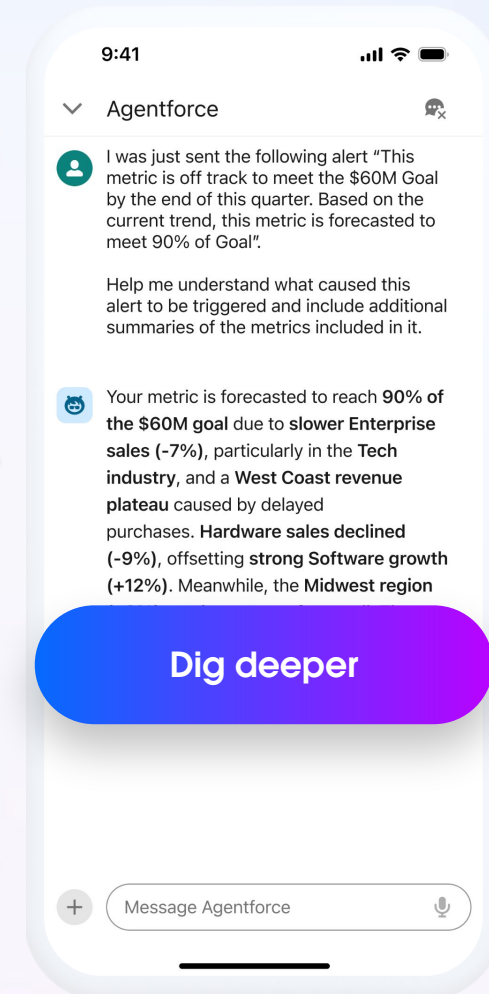 9:41
Agentforce
I was just sent the following alert “This
metric is off track to meet the $60M Goal
by the end of this quarter. Based on the
current trend, this metric is forecasted to
meet 90% of Goal”.
Help me understand what caused this
alert to be triggered and include additional
summaries of the metrics included in it.
Your metric is forecasted to reach 90% of
the $60M goal due to slower Enterprise
sales (-7%), particularly in the Tech
industry, and a West Coast revenue
plateau caused by delayed
purchases. Hardware sales declined
(-9%), offsetting strong Software growth
(+12%). Meanwhile, the Midwest region
Dig deeper
Message Agentforce